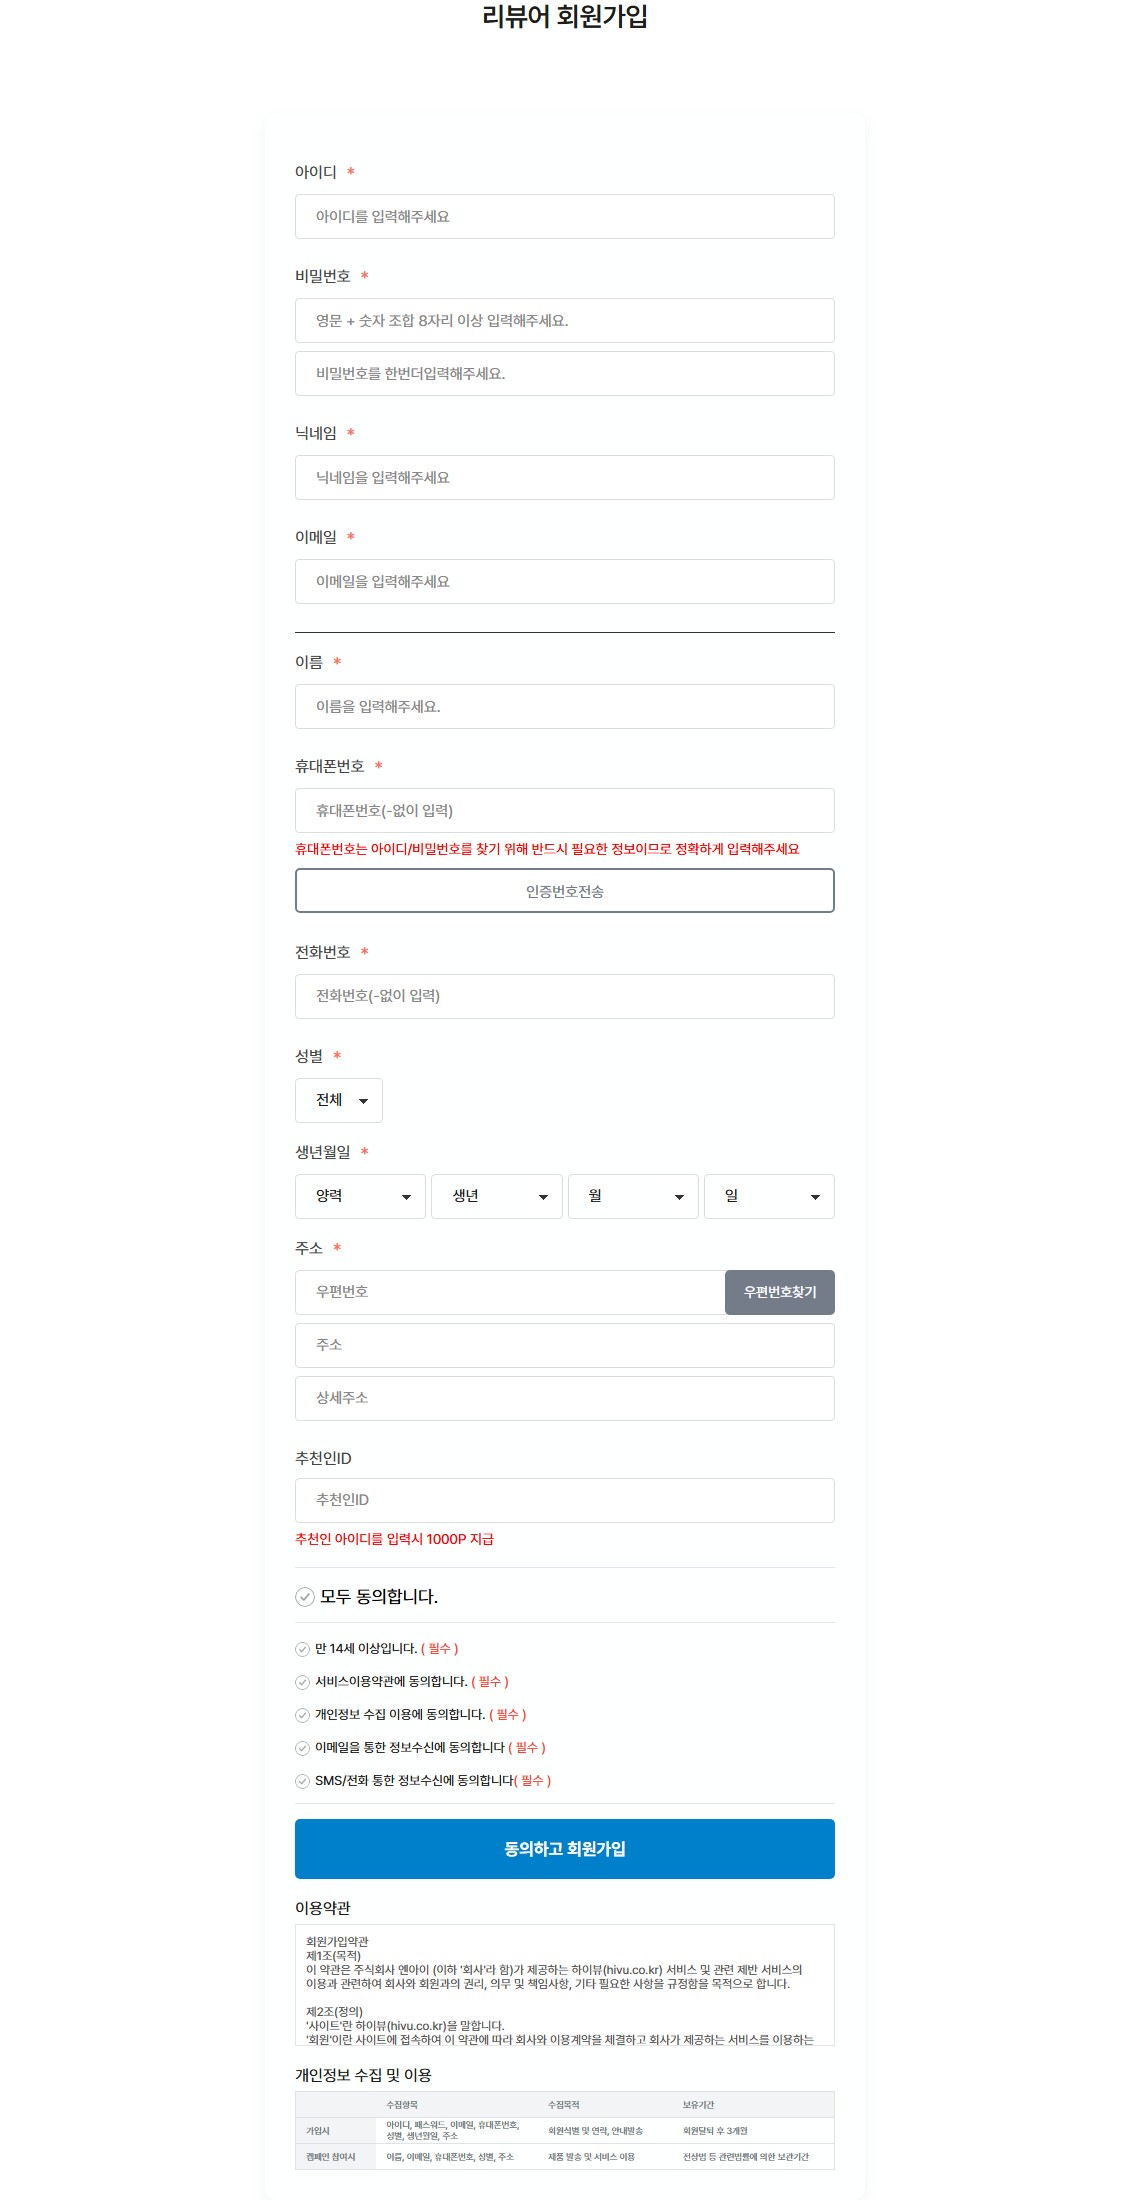 리뷰어 회원가입
아이디 *
아이디를 입력해주세요
비밀번호 *
영문 + 숫자 조합 8자리 이상 입력해주세요.
비밀번호를 한번더입력해주세요.
닉네임 *
닉네임을 입력해주세요
이메일 *
이메일을 입력해주세요
이름 *
이름을 입력해주세요.
휴대폰번호 *
휴대폰번호(-없이 입력)
휴대폰번호는 아이디/비밀번호를 찾기 위해 반드시 필요한 정보이므로 정확하게 입력해주세요
인증번호전송
전화번호 *
전화번호(-없이 입력)
성별 *
전체
생년월일 *
양력 생년 월 일
주소 *
우편번호 우편번호찾기
주소
상세주소
추천인ID
추천인ID
추천인 아이디를 입력시 1000P 지급
모두 동의합니다.
만 14세 이상입니다. ( 필수 )
서비스이용약관에 동의합니다. ( 필수 )
개인정보 수집 이용에 동의합니다. ( 필수 )
이메일을 통한 정보수신에 동의합니다 ( 필수 )
SMS/전화 통한 정보수신에 동의합니다( 필수 )
동의하고 회원가입
이용약관
회원가입약관
제1조(목적)
이 약관은 주식회사 엔아이 (이하 '회사'라 함)가 제공하는 하이뷰(hivu.co.kr) 서비스 및 관련 제반 서비스의
이용과 관련하여 회사와 회원과의 권리, 의무 및 책임사항, 기타 필요한 사항을 규정함을 목적으로 합니다.
제2조(정의)
'사이트'란 하이뷰(hivu.co.kr)을 말합니다.
'회원'이란 사이트에 접속하여 이 약관에 따라 회사와 이용계약을 체결하고 회사가 제공하는 서비스를 이용하는
개인정보 수집 및 이용
수집항목 수집목적 보유기간
가입시 아이디, 패스워드, 이메일, 휴대폰번호, 회원식별 및 연락, 안내발송 회원탈퇴 후 3개월
성별, 생년월일, 주소
캠페인 참여시 이름, 이메일, 휴대폰번호, 성별, 주소 제품 발송 및 서비스 이용 전상법 등 관련법률에 의한 보관기간